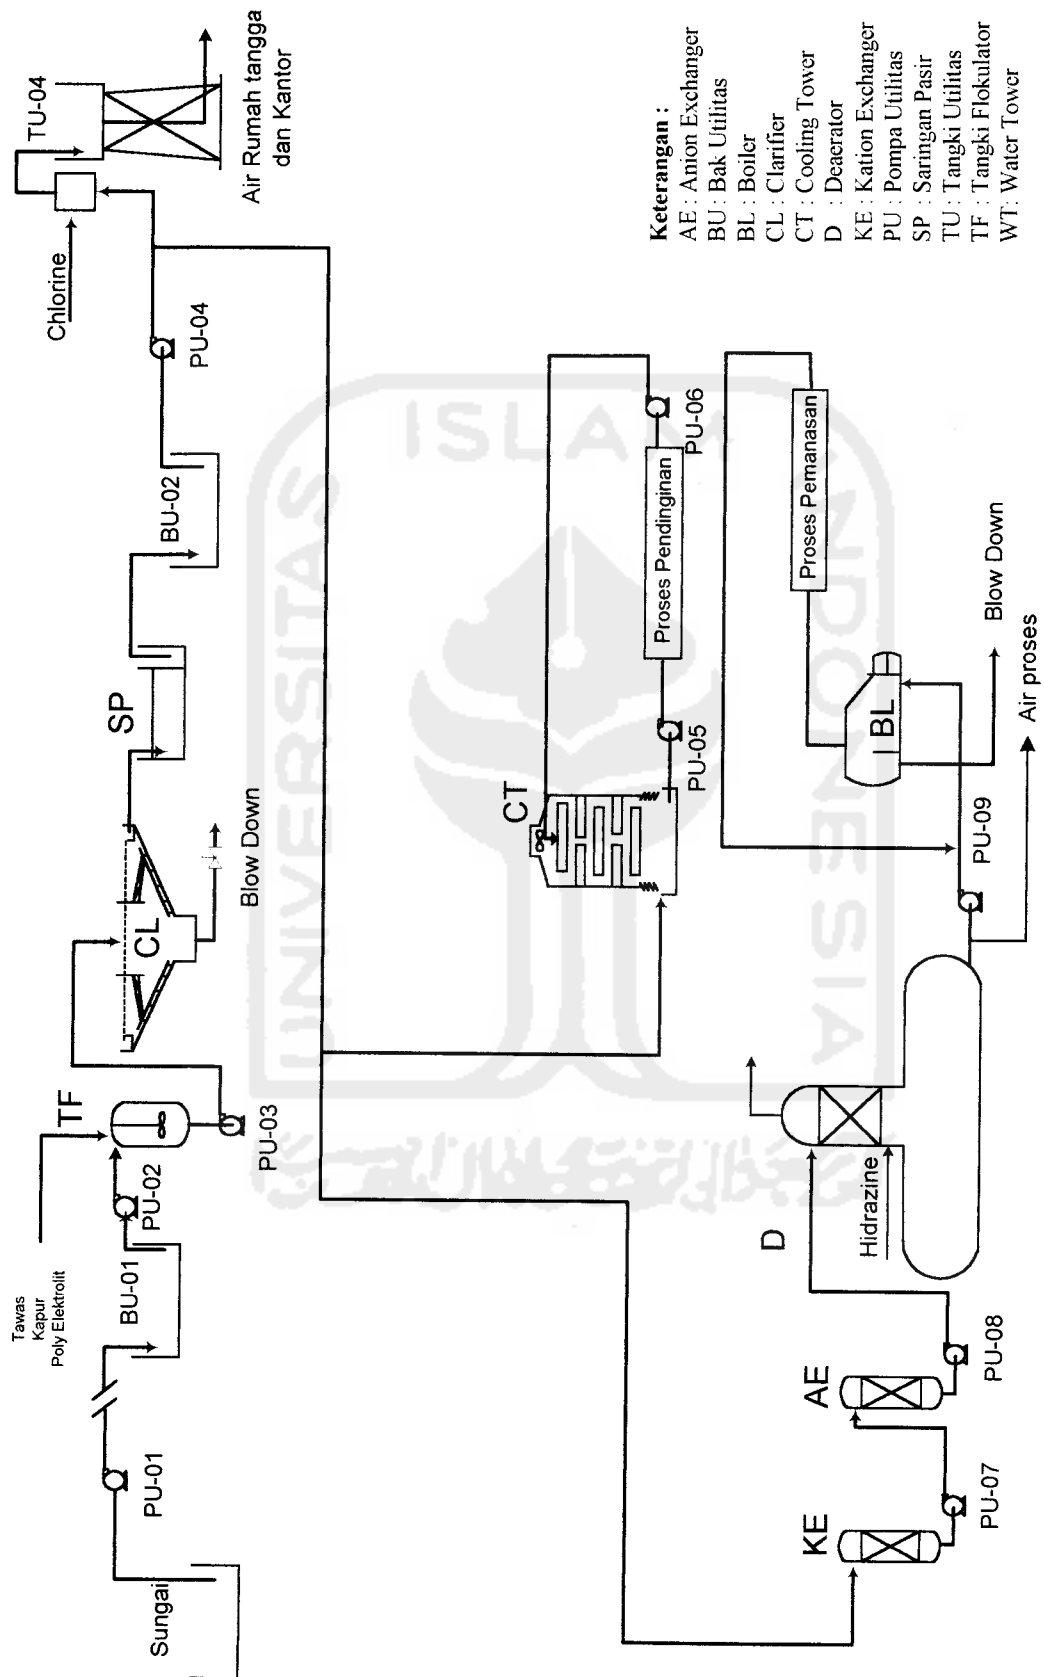 Sungai
PU-01
Tawas
Kapur
Poly Elektrolit
BU-01
PU-02
TF
PU-03
CL
Blow Down
SP
BU-02
PU-04
Chlorine
TU-04
Air Rumah tangga
dan Kantor
CT
PU-05
Proses Pendinginan
PU-06
KE
PU-07
AE
PU-08
D
Hidrazine
PU-09
BL
Proses Pemanasan
Blow Down
Air proses
Keterangan :
AE : Anion Exchanger
BU : Bak Utilitas
BL : Boiler
CL : Clarifier
CT : Cooling Tower
D : Deaerator
KE : Kation Exchanger
PU : Pompa Utilitas
SP : Saringan Pasir
TU : Tangki Utilitas
TF : Tangki Flokulator
WT : Water Tower
UNIVERSITAS
ISLAM
INDONESIA